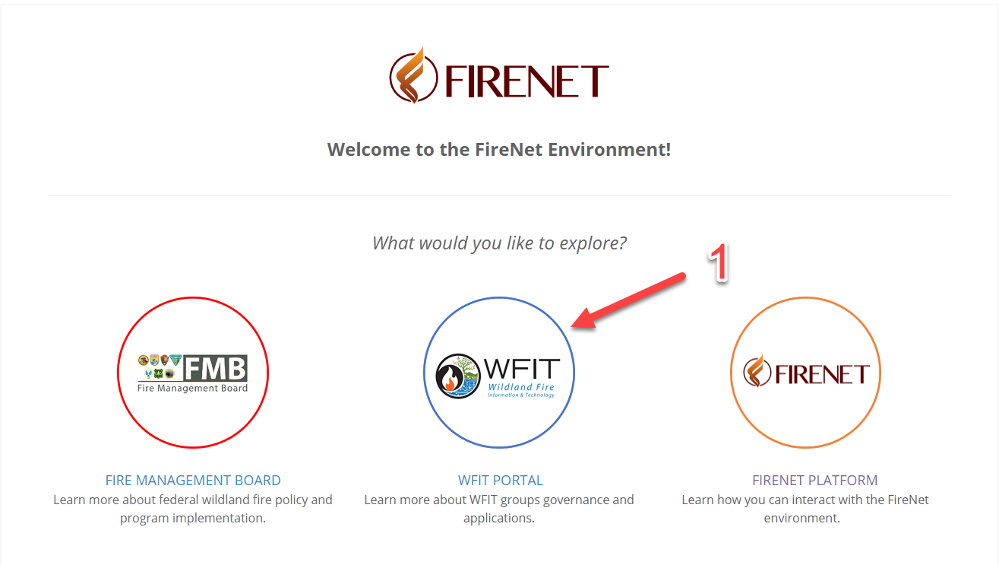 FIRENET
Welcome to the FireNet Environment!
What would you like to explore?
1
FMB
Fire Management Board
WFIT
Wildland Fire
Information & Technology
FIRENET
FIRE MANAGEMENT BOARD
Learn more about federal wildland fire policy and
program implementation.
WFIT PORTAL
Learn more about WFIT groups governance and
applications.
FIRENET PLATFORM
Learn how you can interact with the FireNet
environment.